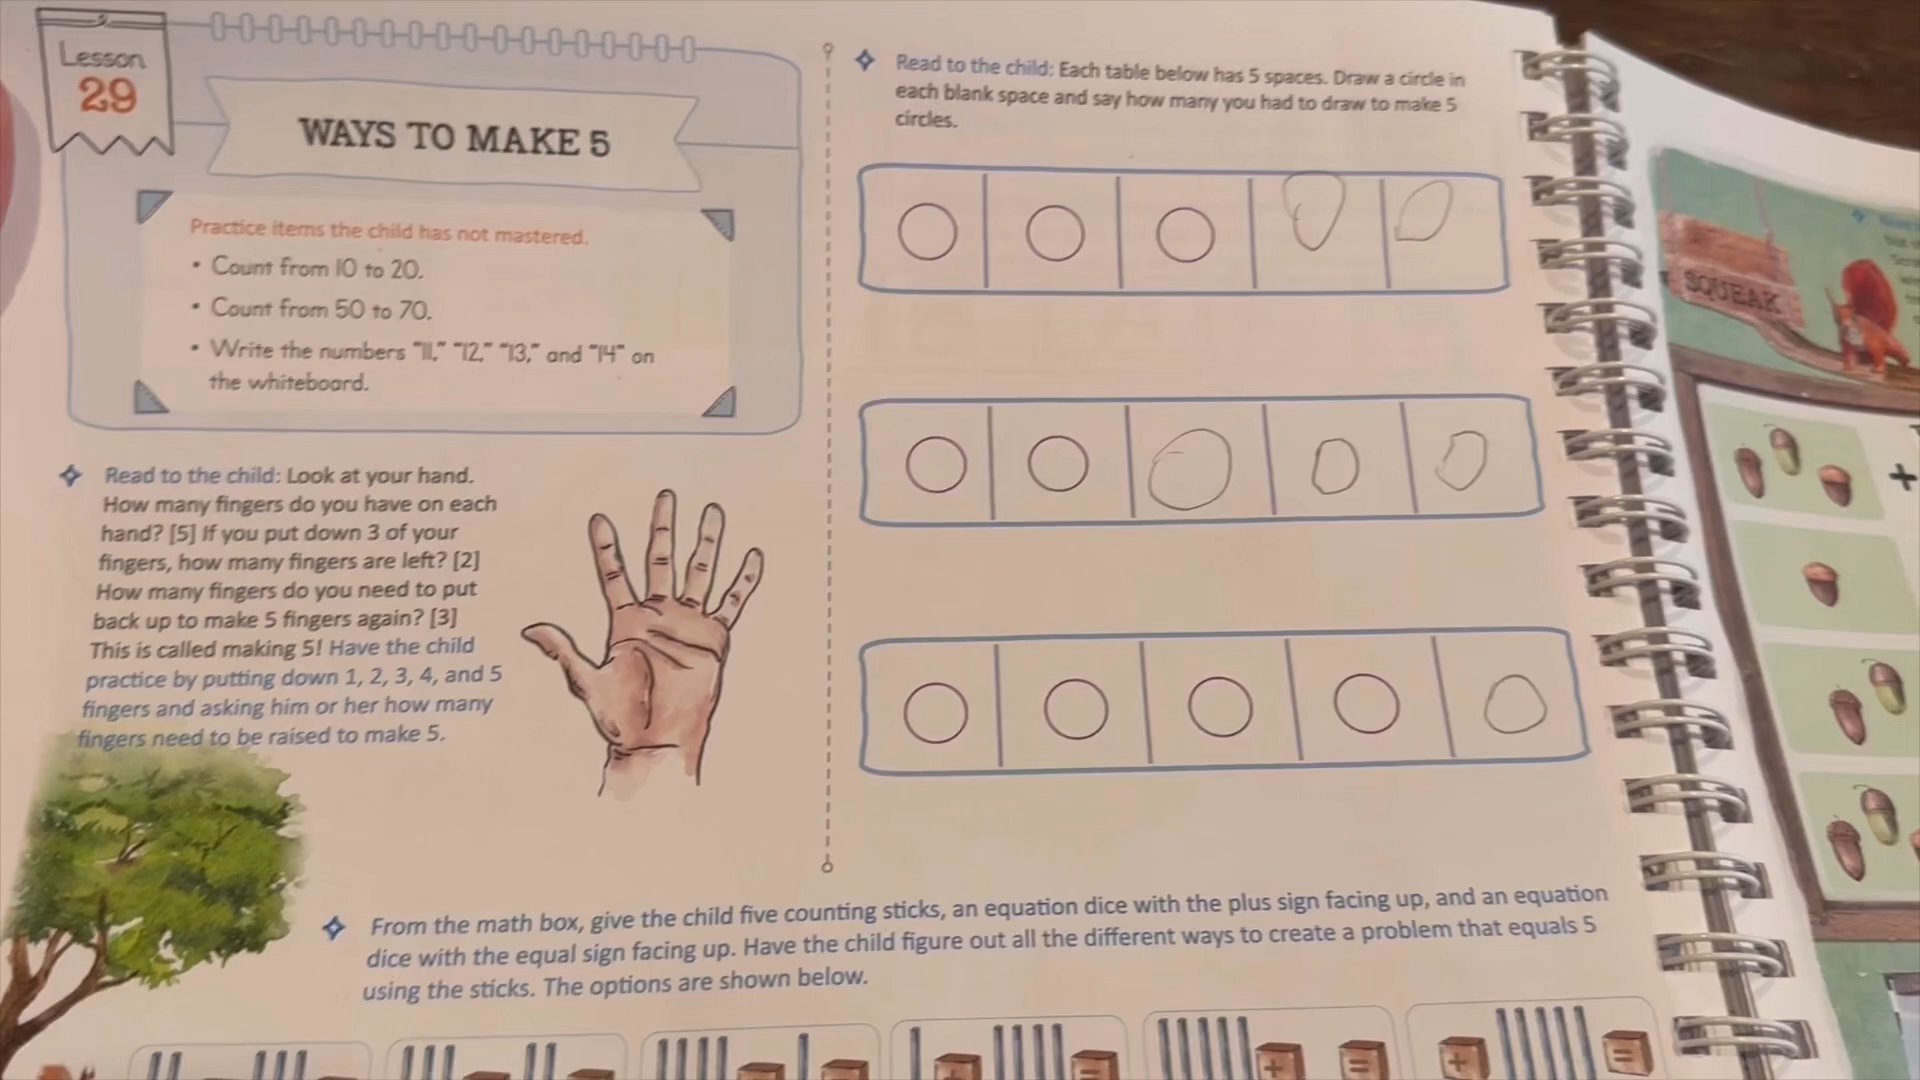 Lesson
29
WAYS TO MAKE 5
Practice items the child has not mastered.
• Count from 10 to 20.
• Count from 50 to 70.
• Write the numbers "11," "12," "13," and "14" on
the whiteboard.
Read to the child: Look at your hand.
How many fingers do you have on each
hand? [5] If you put down 3 of your
fingers, how many fingers are left? [2]
How many fingers do you need to put
back up to make 5 fingers again? [3]
This is called making 5! Have the child
practice by putting down 1, 2, 3, 4, and 5
fingers and asking him or her how many
fingers need to be raised to make 5.
Read to the child: Each table below has 5 spaces. Draw a circle in
each blank space and say how many you had to draw to make 5
circles.
From the math box, give the child five counting sticks, an equation dice with the plus sign facing up, and an equation
dice with the equal sign facing up. Have the child figure out all the different ways to create a problem that equals 5
using the sticks. The options are shown below.
+ =
+ =
+ =
SQUEAK
+